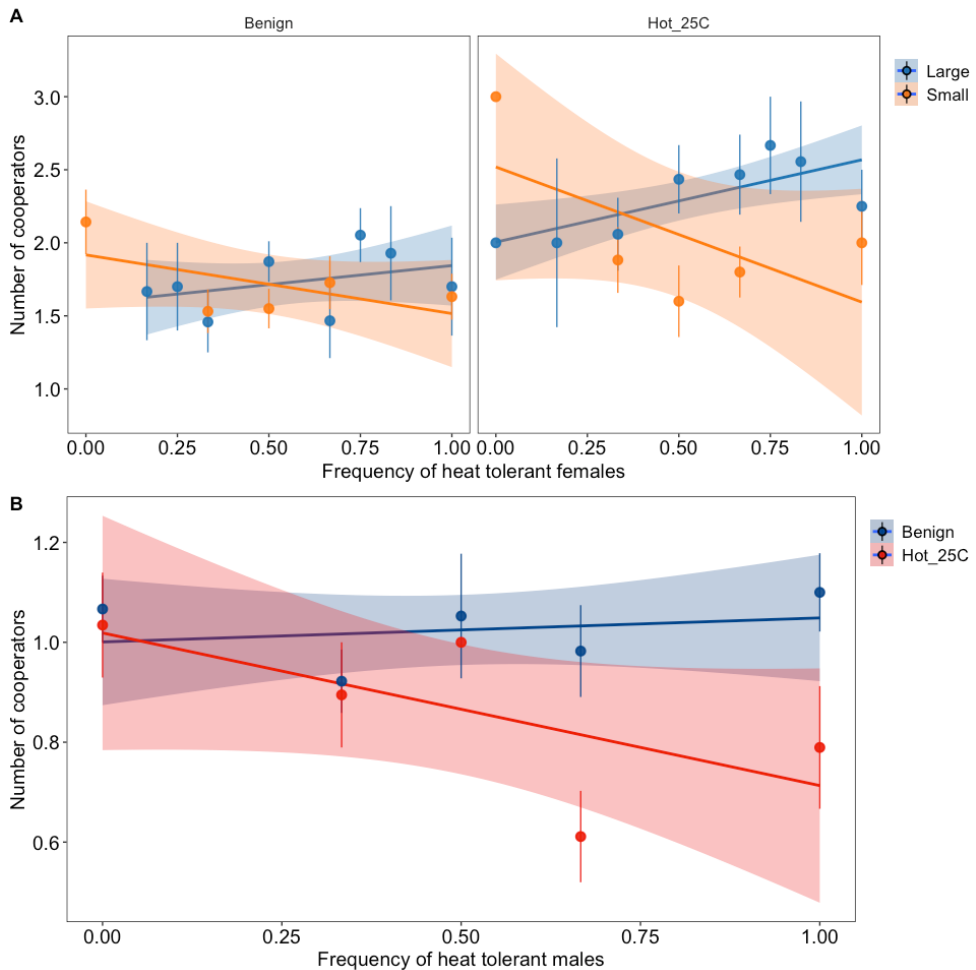 A
Benign
Hot_25C
Large
Small
Number of cooperators
3.0
2.5
2.0
1.5
1.0
0.00 0.25 0.50 0.75 1.00 0.00 0.25 0.50 0.75 1.00
Frequency of heat tolerant females
B
Benign
Hot_25C
Number of cooperators
1.2
1.0
0.8
0.6
0.00 0.25 0.50 0.75 1.00
Frequency of heat tolerant males